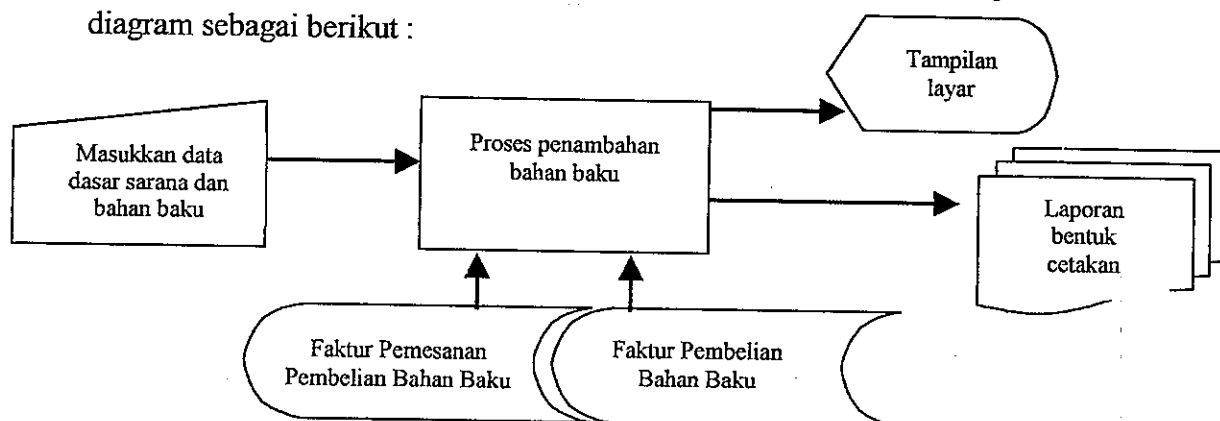 diagram sebagai berikut :
Tampilan
layar
Masukkan data
dasar sarana dan
bahan baku
Proses penambahan
bahan baku
Laporan
bentuk
cetakan
Faktur Pemesanan
Pembelian Bahan Baku
Faktur Pembelian
Bahan Baku